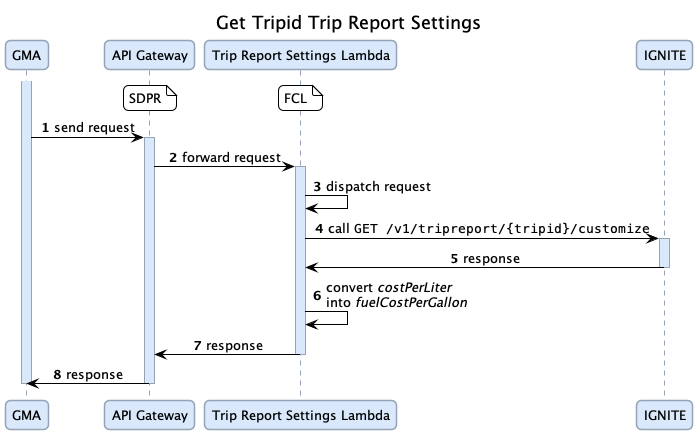 Get Tripid Trip Report Settings
GMA
API Gateway
Trip Report Settings Lambda
IGNITE
SDPR
FCL
1 send request
2 forward request
3 dispatch request
4 call GET /v1/tripreport/{tripid}/customize
5 response
6 convert costPerLiter
into fuelCostPerGallon
7 response
8 response
GMA
API Gateway
Trip Report Settings Lambda
IGNITE